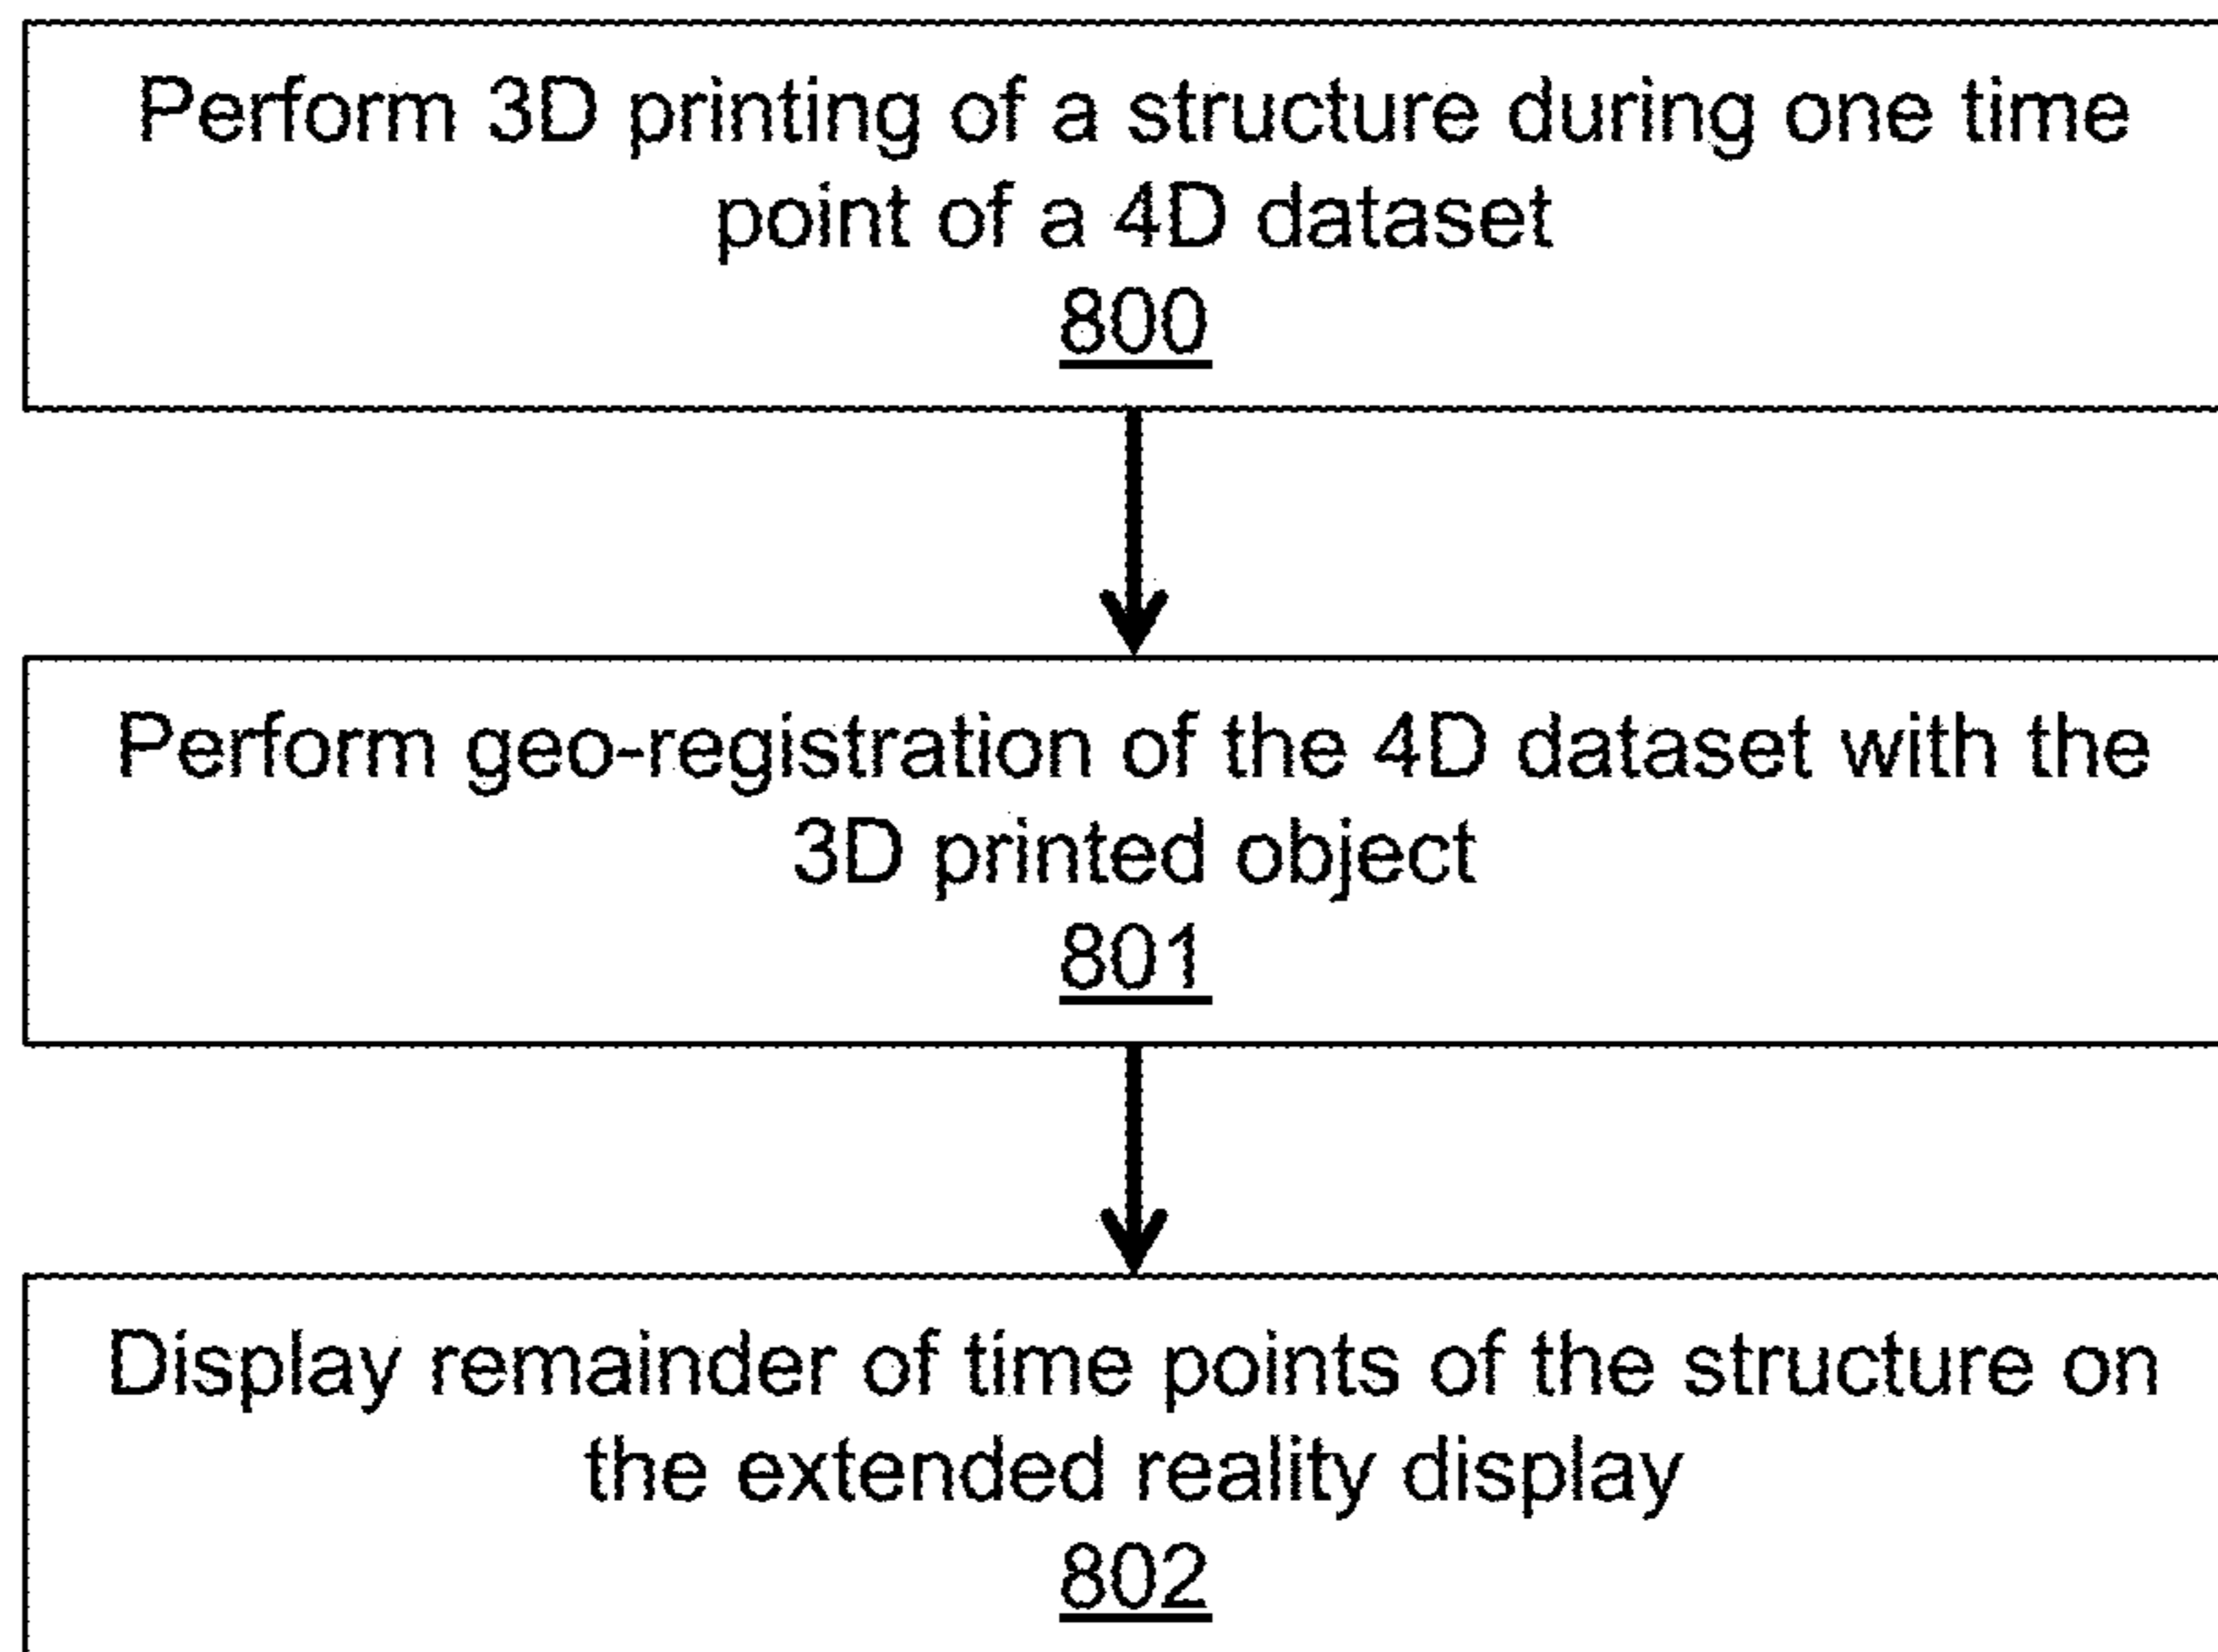 Perform 3D printing of a structure during one time
point of a 4D dataset
800
Perform geo-registration of the 4D dataset with the
3D printed object
801
Display remainder of time points of the structure on
the extended reality display
802